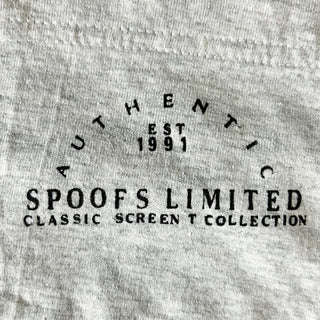 AUTHENTIC
EST
1991
SPOOFS LIMITED
CLASSIC SCREEN T COLLECTION